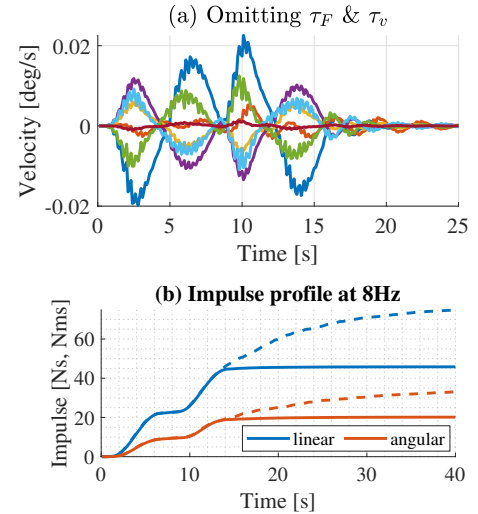 (a) Omitting τ_F & τ_v
Velocity [deg/s]
0.02
0
-0.02
0 5 10 15 20 25
Time [s]
(b) Impulse profile at 8Hz
Impulse [Ns, Nms]
60
40
20
0
linear angular
0 10 20 30 40
Time [s]